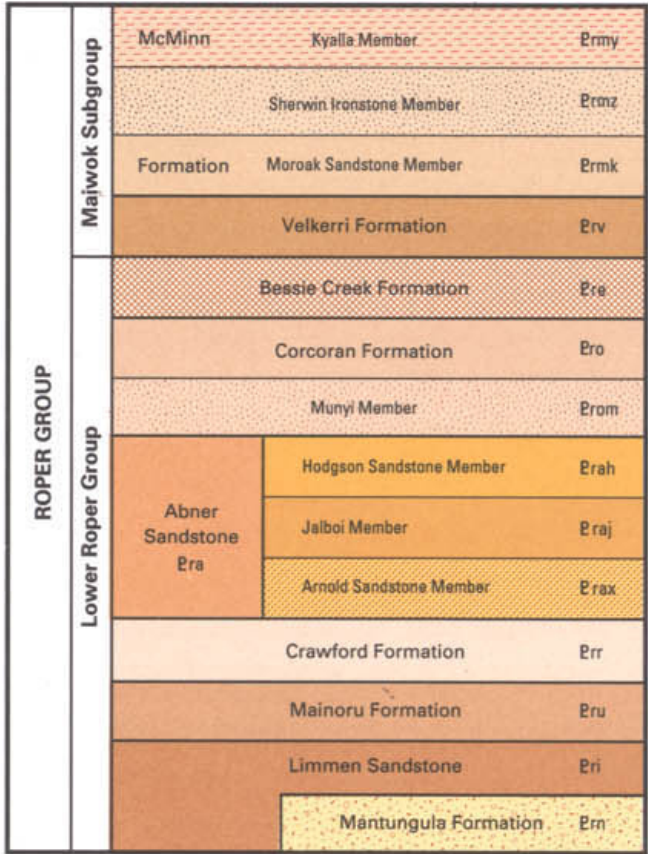 ROPER GROUP
Maiwok Subgroup
McMinn Kyalla Member Ꝑrmy
Sherwin Ironstone Member Ꝑrmz
Formation Moroak Sandstone Member Ꝑrmk
Velkerri Formation Ꝑrv
Lower Roper Group
Bessie Creek Formation Ꝑre
Corcoran Formation Ꝑro
Munyi Member Ꝑrom
Abner
Sandstone
Ꝑra
Hodgson Sandstone Member Ꝑrah
Jalboi Member Ꝑraj
Arnold Sandstone Member Ꝑrax
Crawford Formation Ꝑrr
Mainoru Formation Ꝑru
Limmen Sandstone Ꝑri
Mantungula Formation Ꝑrn